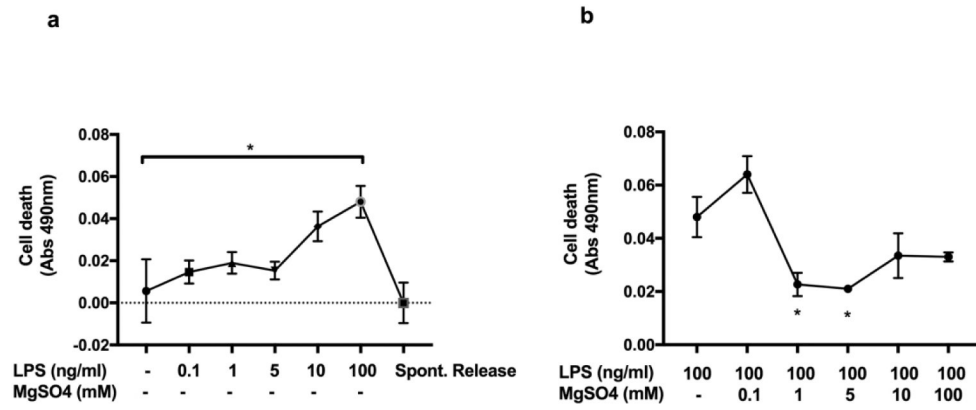 a
b
Cell death
(Abs 490nm)
0.08
0.06
0.04
0.02
0.00
-0.02
*
LPS (ng/ml) - 0.1 1 5 10 100 Spont. Release
MgSO4 (mM) - - - - - -
Cell death
(Abs 490nm)
0.08
0.06
0.04
0.02
0.00
* *
LPS (ng/ml) 100 100 100 100 100 100
MgSO4 (mM) - 0.1 1 5 10 100